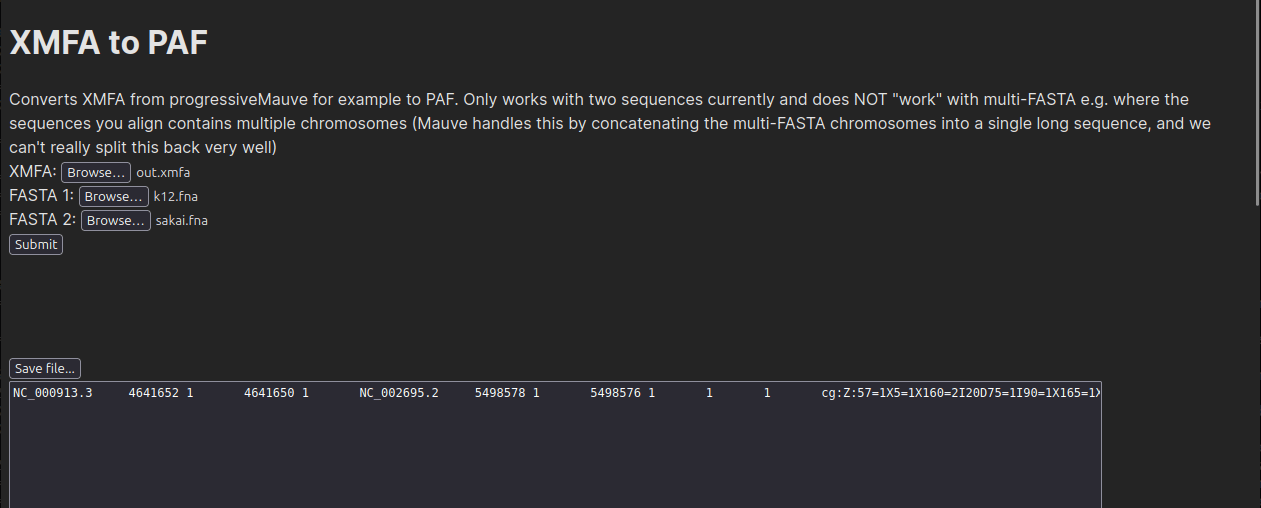 XMFA to PAF
Converts XMFA from progressiveMauve for example to PAF. Only works with two sequences currently and does NOT "work" with multi-FASTA e.g. where the
sequences you align contains multiple chromosomes (Mauve handles this by concatenating the multi-FASTA chromosomes into a single long sequence, and we
can't really split this back very well)
XMFA: Browse... out.xmfa
FASTA 1: Browse... k12.fna
FASTA 2: Browse... sakai.fna
Submit
Save file...
NC_000913.3 4641652 1 4641650 1 NC_002695.2 5498578 1 5498576 1 1 1 cg:Z:57=1X5=1X160=2I20D75=1I90=1X165=1X